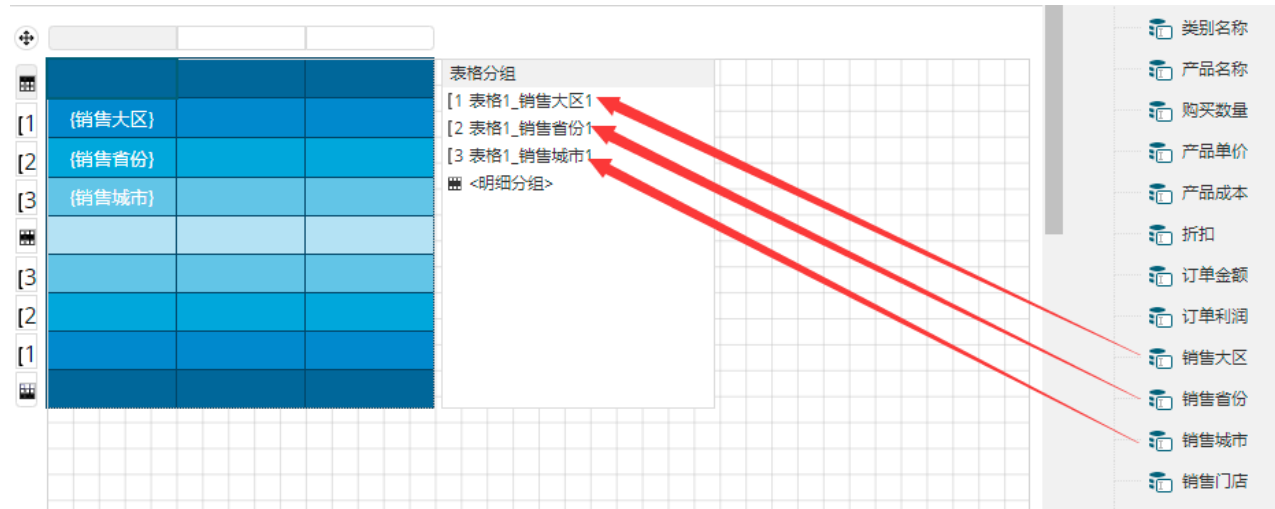 表格分组
[1 表格1_销售大区1
[2 表格1_销售省份1
[3 表格1_销售城市1
<明细分组>
[1 {销售大区}
[2 {销售省份}
[3 {销售城市}
[3
[2
[1
类别名称
产品名称
购买数量
产品单价
产品成本
折扣
订单金额
订单利润
销售大区
销售省份
销售城市
销售门店